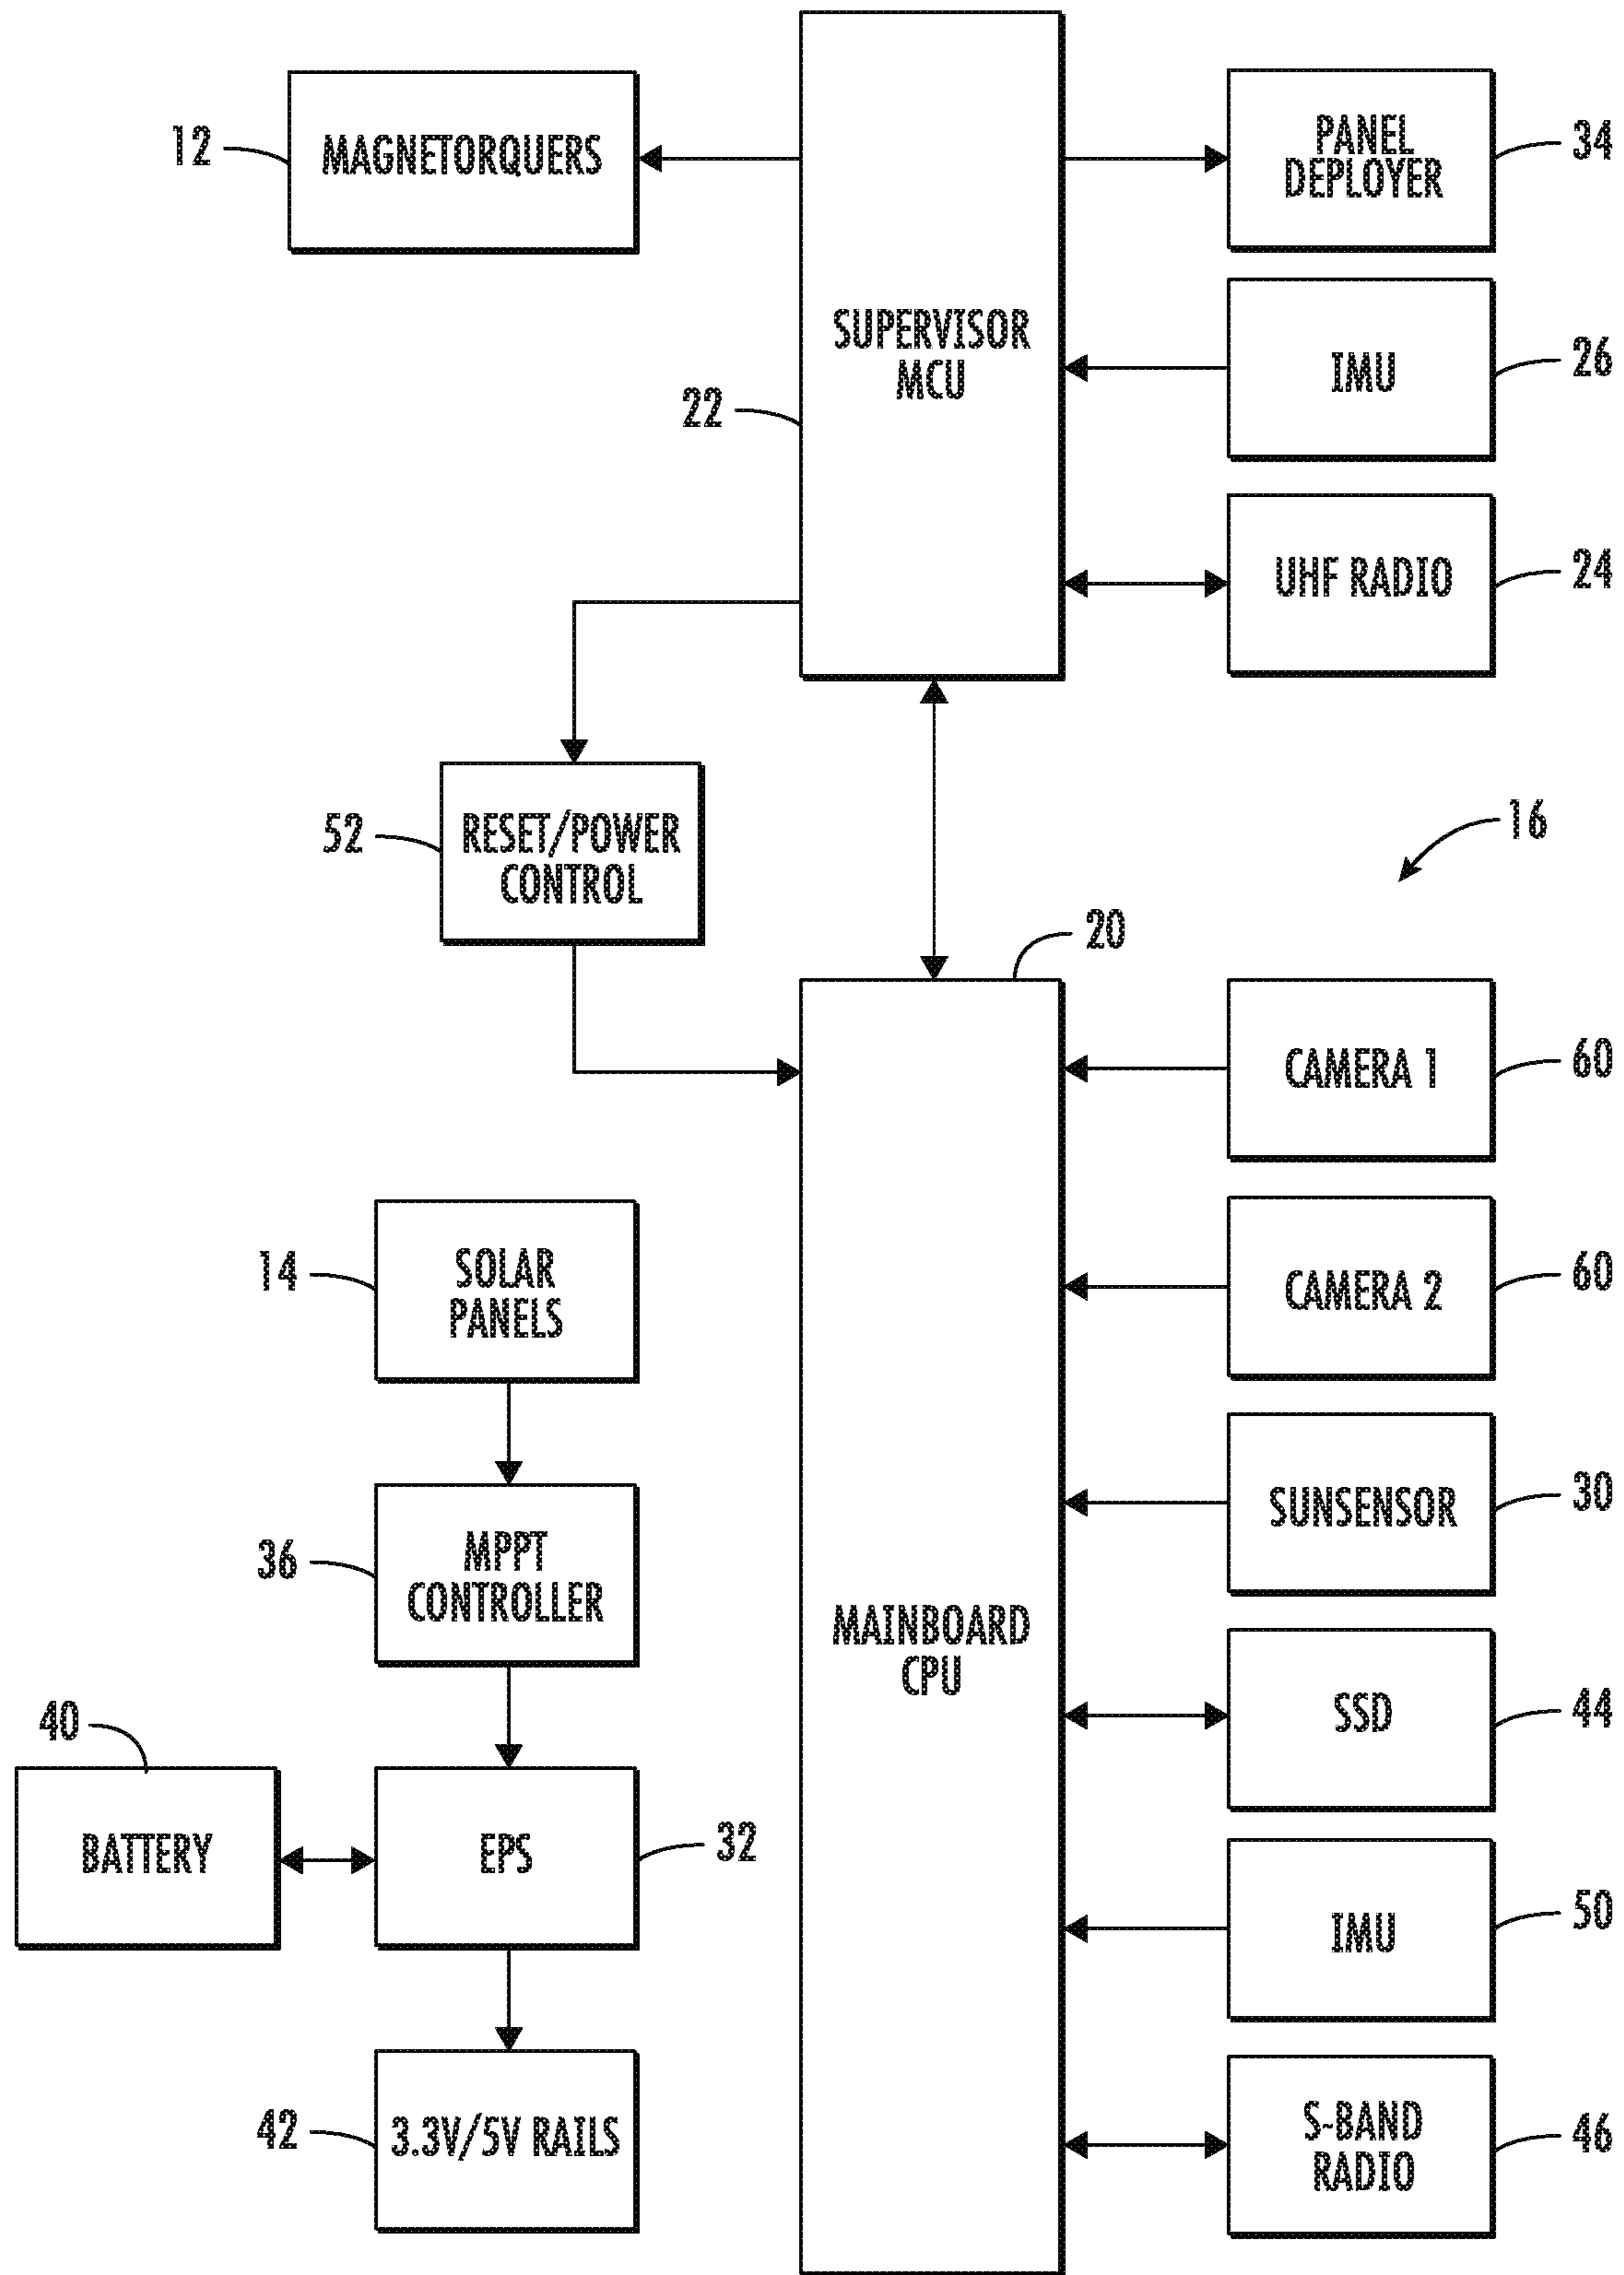 12
MAGNETORQUERS
SUPERVISOR
MCU
22
PANEL
DEPLOYER
34
IMU
26
UHF RADIO
24
52
RESET/POWER
CONTROL
16
20
MAINBOARD
CPU
CAMERA 1
60
CAMERA 2
60
SUNSENSOR
30
SSD
44
IMU
50
S-BAND
RADIO
46
14
SOLAR
PANELS
36
MPPT
CONTROLLER
40
BATTERY
EPS
32
42
3.3V/5V RAILS